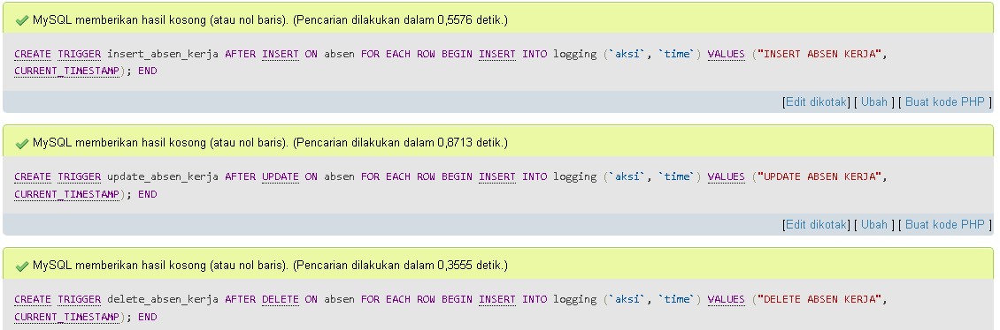 MySQL memberikan hasil kosong (atau nol baris). (Pencarian dilakukan dalam 0,5576 detik.)
CREATE TRIGGER insert_absen_kerja AFTER INSERT ON absen FOR EACH ROW BEGIN INSERT INTO logging (`aksi`, `time`) VALUES ("INSERT ABSEN KERJA",
CURRENT_TIMESTAMP); END
[Edit dikotak] [ Ubah ] [ Buat kode PHP ]
MySQL memberikan hasil kosong (atau nol baris). (Pencarian dilakukan dalam 0,8713 detik.)
CREATE TRIGGER update_absen_kerja AFTER UPDATE ON absen FOR EACH ROW BEGIN INSERT INTO logging (`aksi`, `time`) VALUES ("UPDATE ABSEN KERJA",
CURRENT_TIMESTAMP); END
[Edit dikotak] [ Ubah ] [ Buat kode PHP ]
MySQL memberikan hasil kosong (atau nol baris). (Pencarian dilakukan dalam 0,3555 detik.)
CREATE TRIGGER delete_absen_kerja AFTER DELETE ON absen FOR EACH ROW BEGIN INSERT INTO logging (`aksi`, `time`) VALUES ("DELETE ABSEN KERJA",
CURRENT_TIMESTAMP); END